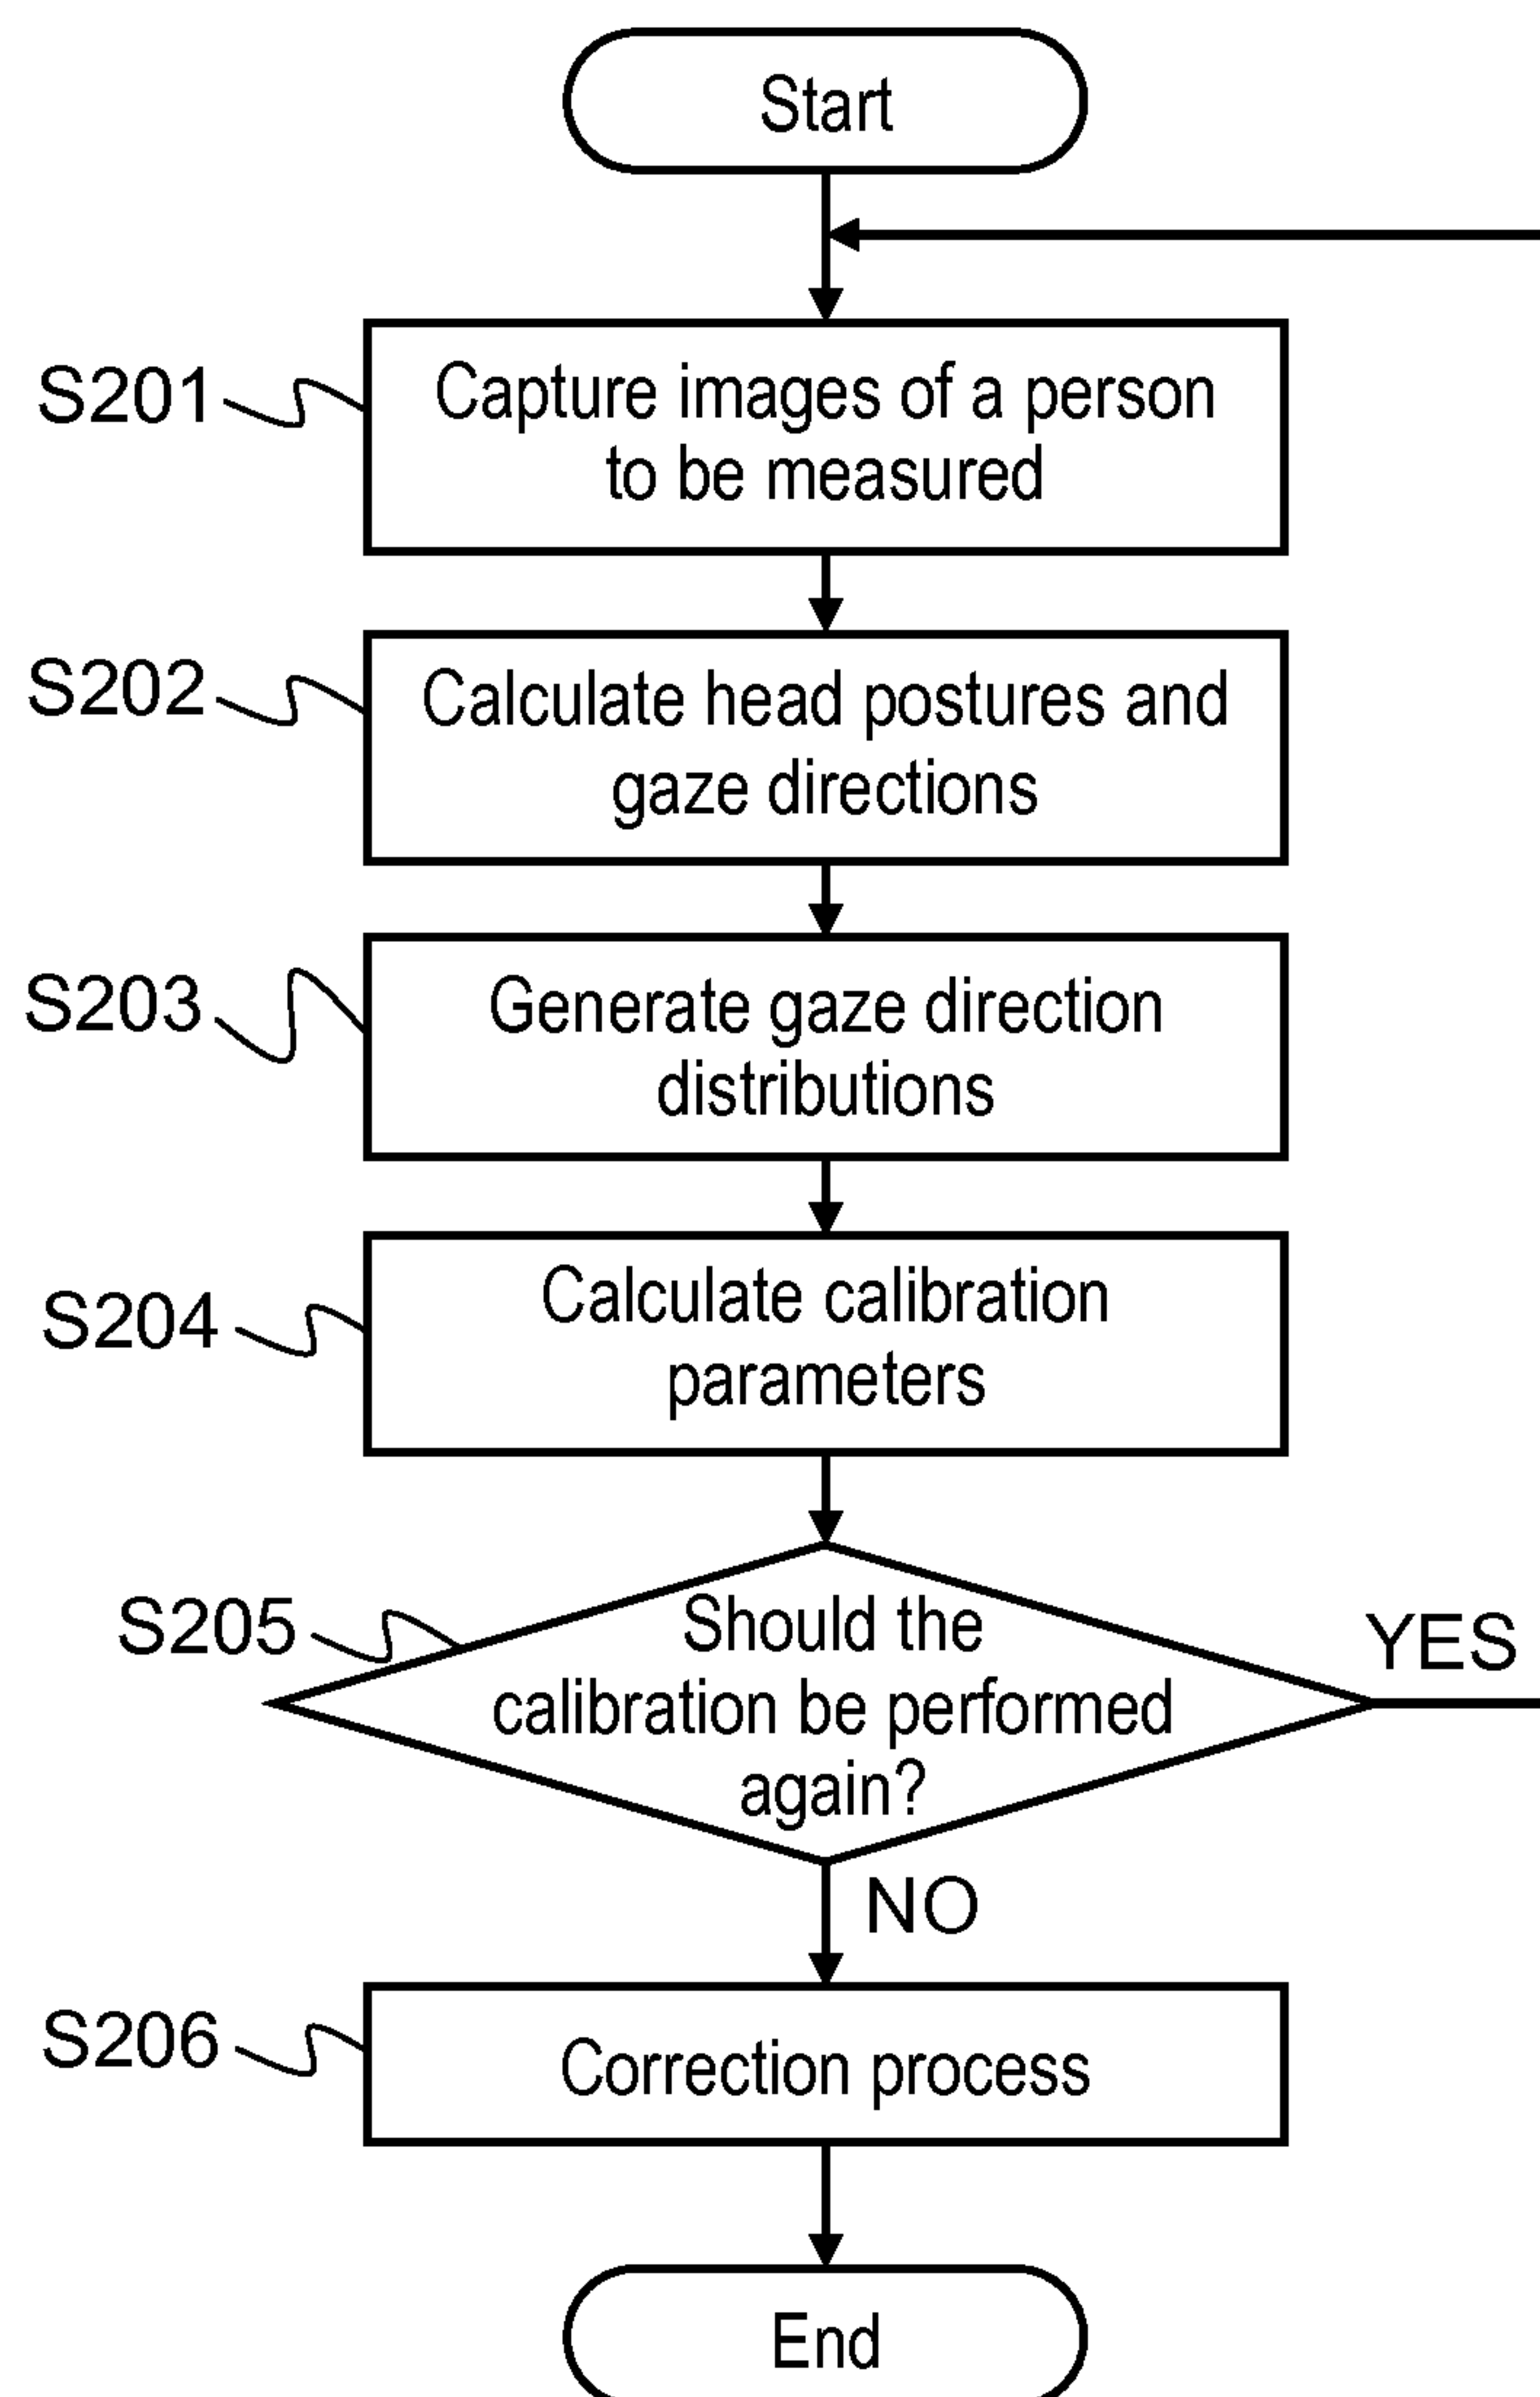 Start
S201
Capture images of a person
to be measured
S202
Calculate head postures and
gaze directions
S203
Generate gaze direction
distributions
S204
Calculate calibration
parameters
S205
Should the
calibration be performed
again?
YES
NO
S206
Correction process
End